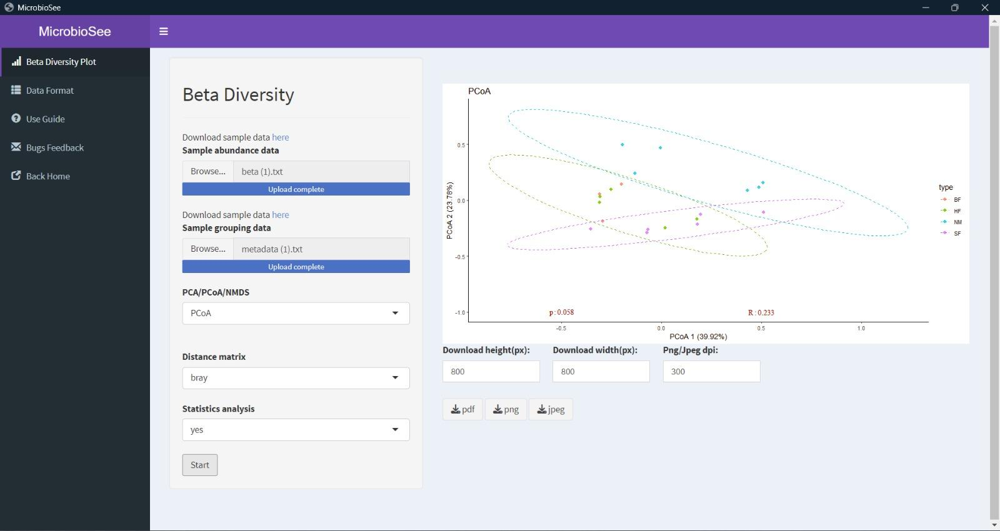 MicrobioSee
MicrobioSee
Beta Diversity Plot
Data Format
Use Guide
Bugs Feedback
Back Home
Beta Diversity
Download sample data here
Sample abundance data
Browse... beta (1).txt
Upload complete
Download sample data here
Sample grouping data
Browse... metadata (1).txt
Upload complete
PCA/PCoA/NMDS
PCoA
Distance matrix
bray
Statistics analysis
yes
Start
PCoA
PCoA 2 (23.78%)
0.5
0.0
-0.5
-1.0
p : 0.058 R : 0.233
-0.5 0.0 0.5 1.0
PCoA 1 (39.92%)
type
BF
HF
NM
SF
Download height(px): Download width(px): Png/Jpeg dpi:
800 800 300
pdf png jpeg